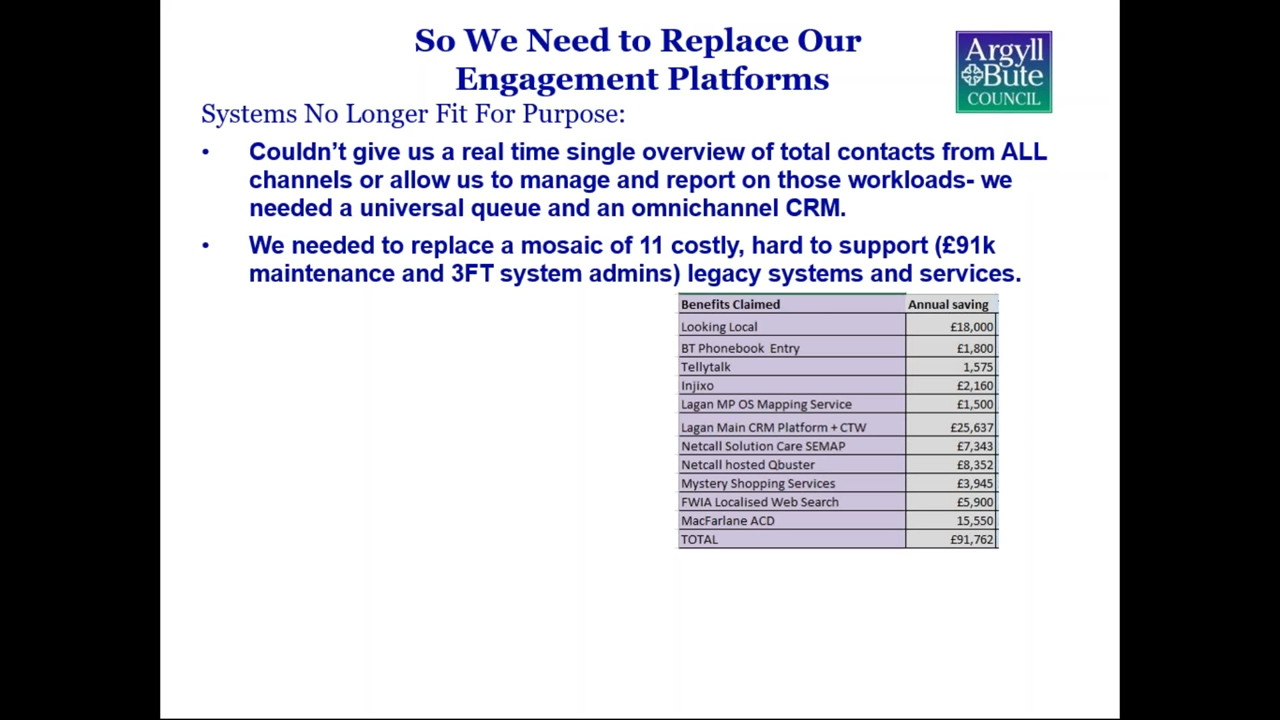 So We Need to Replace Our
Engagement Platforms
Argyll
&Bute
COUNCIL
Systems No Longer Fit For Purpose:
• Couldn’t give us a real time single overview of total contacts from ALL
channels or allow us to manage and report on those workloads- we
needed a universal queue and an omnichannel CRM.
• We needed to replace a mosaic of 11 costly, hard to support (£91k
maintenance and 3FT system admins) legacy systems and services.
Benefits Claimed Annual saving
Looking Local £18,000
BT Phonebook Entry £1,800
Tellytalk 1,575
Injixo £2,160
Lagan MP OS Mapping Service £1,500
Lagan Main CRM Platform + CTW £25,637
Netcall Solution Care SEMAP £7,343
Netcall hosted Qbuster £8,352
Mystery Shopping Services £3,945
FWIA Localised Web Search £5,900
MacFarlane ACD 15,550
TOTAL £91,762